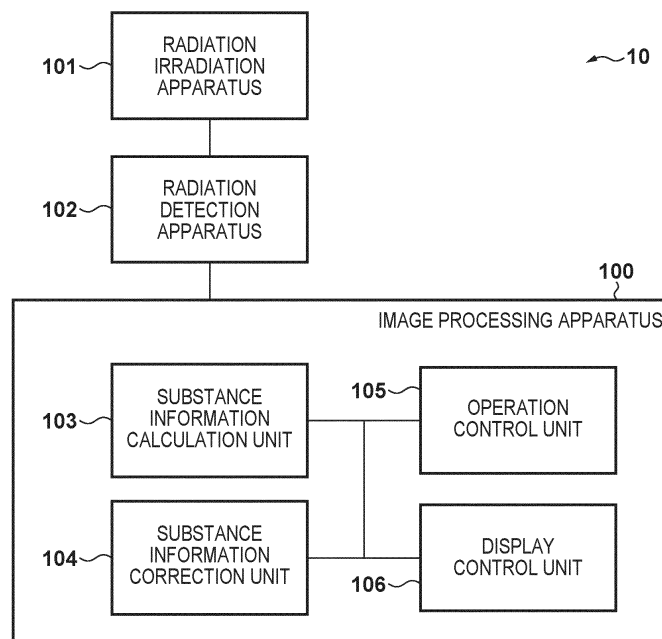 101
RADIATION
IRRADIATION
APPARATUS
10
102
RADIATION
DETECTION
APPARATUS
100
IMAGE PROCESSING APPARATUS
103
SUBSTANCE
INFORMATION
CALCULATION UNIT
105
OPERATION
CONTROL UNIT
104
SUBSTANCE
INFORMATION
CORRECTION UNIT
106
DISPLAY
CONTROL UNIT